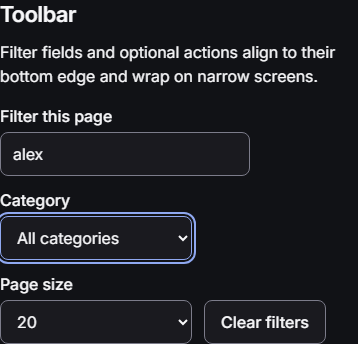 Toolbar
Filter fields and optional actions align to their
bottom edge and wrap on narrow screens.
Filter this page
alex
Category
All categories
Page size
20
Clear filters